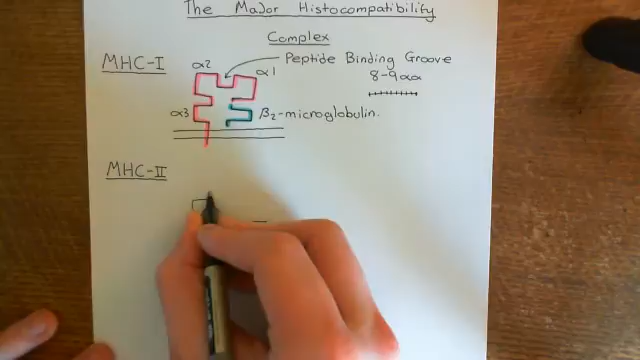 The Major Histocompatibility
Complex
MHC-I
α2
Peptide Binding Groove
α1
8-9aa
α3
β2-microglobulin.
MHC-II